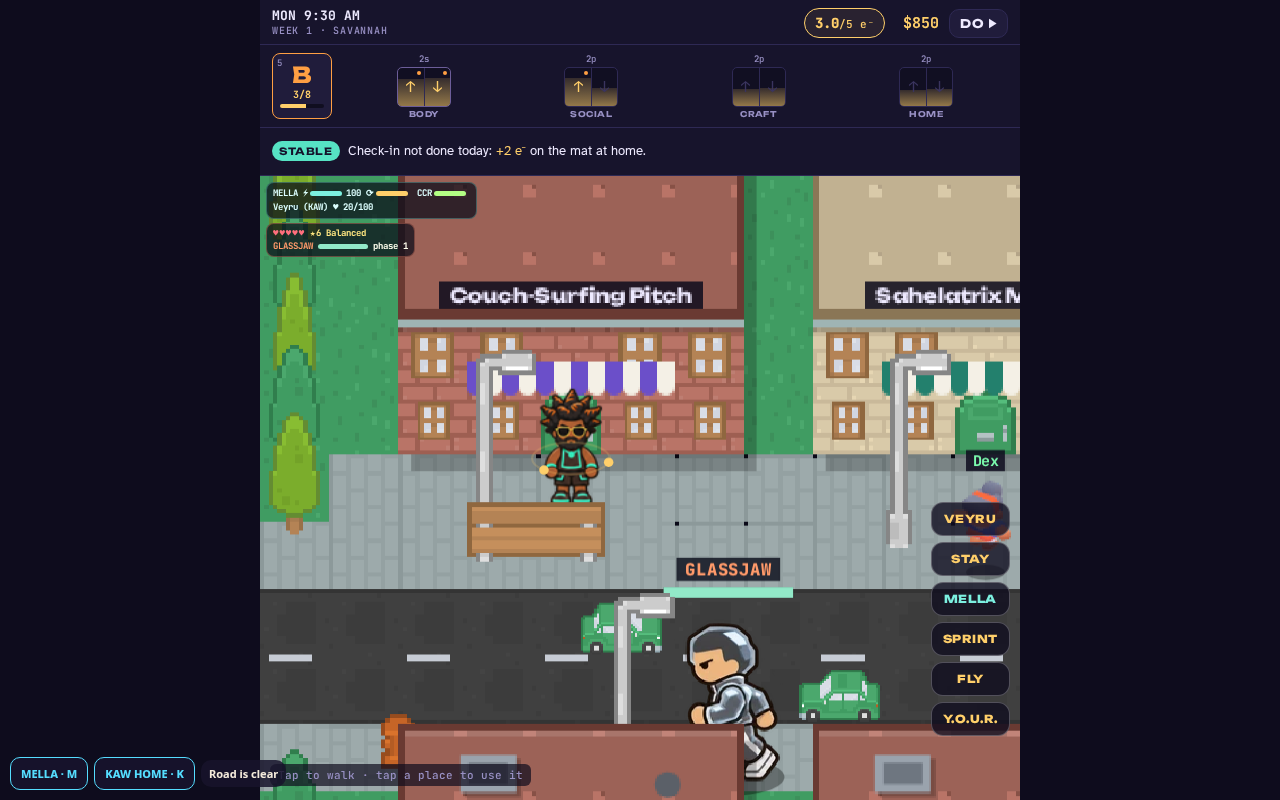 MON 9:30 AM
WEEK 1 · SAVANNAH
3.0/5 e⁻
$850
DO ▶
5
B
3/8
2s
BODY
2p
SOCIAL
2p
CRAFT
2p
HOME
STABLE
Check-in not done today: +2 e⁻ on the mat at home.
MELLA ⚡ 100 ⟳ CCR
Veyru (KAW) ♥ 20/100
♥♥♥♥♥ ★6 Balanced
GLASSJAW phase 1
Couch-Surfing Pitch
Sahelatrix M
Dex
GLASSJAW
VEYRU
STAY
MELLA
SPRINT
FLY
Y.O.U.R.
MELLA · M
KAW HOME · K
Road is clear
ap to walk · tap a place to use it